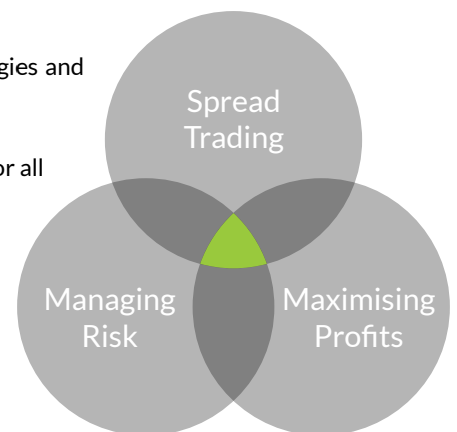 gies and
or all
Spread
Trading
Managing
Risk
Maximising
Profits